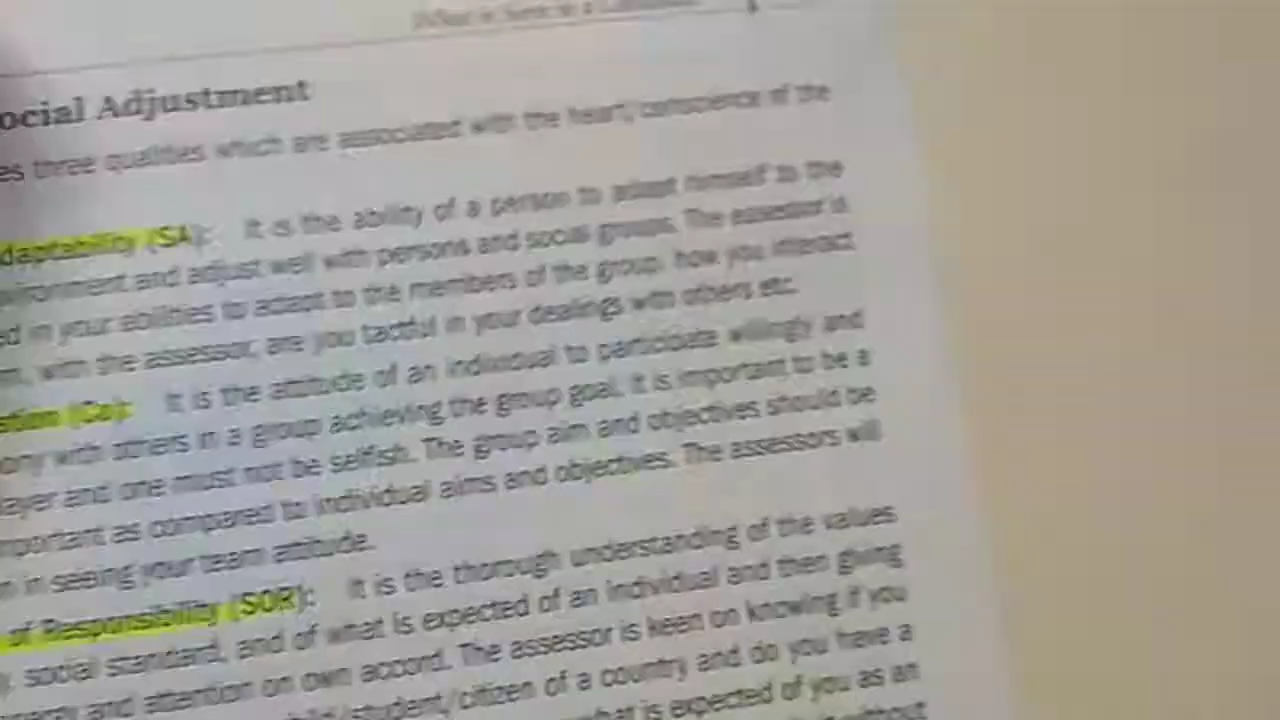 ocial Adjustment
es three qualities which are associated with the heart/conscience of the
daptability (SA): It is the ability of a person to adapt himself to the
vironment and adjust well with persons and social groups. The assessor is
ed in your abilities to adapt to the members of the group, how you interact
m, with the assessor, are you tactful in your dealings with others etc.
ation (Co): It is the attitude of an individual to participate willingly and
ony with others in a group achieving the group goal. It is important to be a
layer and one must not be selfish. The group aim and objectives should be
mportant as compared to individual aims and objectives. The assessors will
n in seeing your team attitude.
of Responsibility (SOR): It is the thorough understanding of the values
, social standard, and of what is expected of an individual and then giving
and attention on own accord. The assessor is keen on knowing if you
/student/citizen of a country and do you have a
what is expected of you as an
without